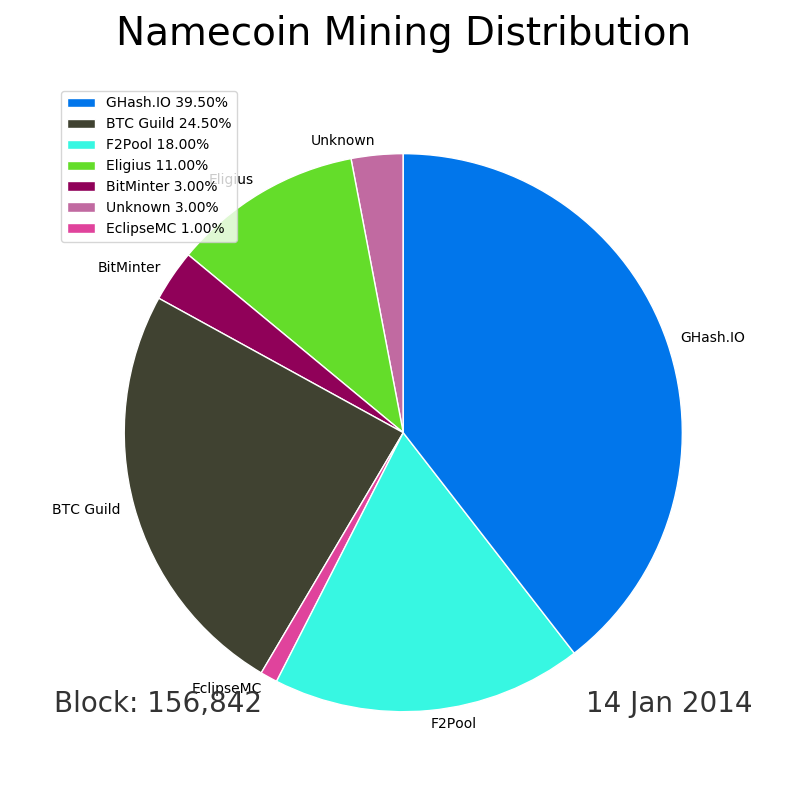 Namecoin Mining Distribution
GHash.IO 39.50%
BTC Guild 24.50%
F2Pool 18.00%
Eligius 11.00%
BitMinter 3.00%
Unknown 3.00%
EclipseMC 1.00%
Unknown
Eligius
BitMinter
GHash.IO
BTC Guild
EclipseMC
F2Pool
Block: 156,842
14 Jan 2014